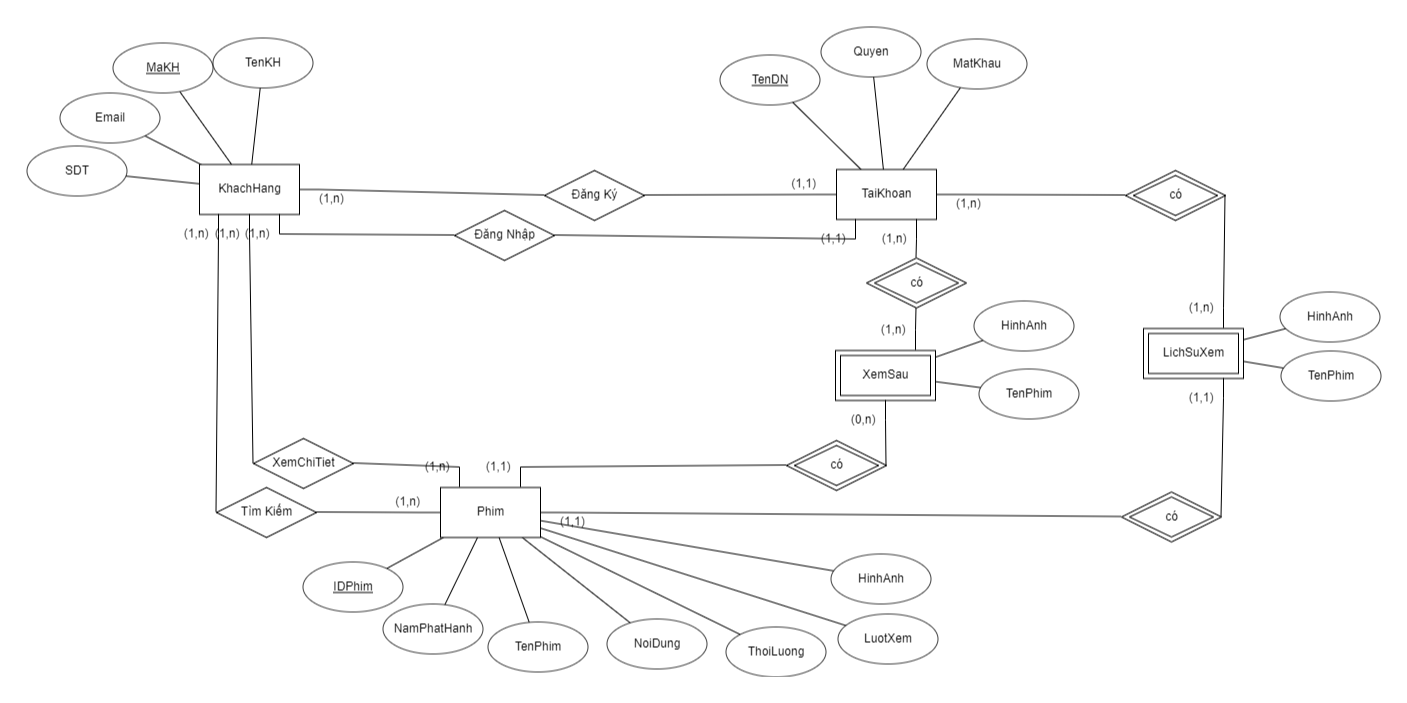 Quyen
TenKH
MatKhau
MaKH
TenDN
Email
SDT
KhachHang
(1,n)
Đăng Ký
(1,1)
TaiKhoan
(1,n)
có
(1,n)
(1,n)
(1,n)
Đăng Nhập
(1,1)
(1,n)
có
(1,n)
HinhAnh
(1,n)
HinhAnh
LichSuXem
XemSau
TenPhim
TenPhim
(1,1)
(0,n)
XemChiTiet
(1,n)
(1,1)
có
(1,n)
Tìm Kiếm
Phim
(1,1)
có
HinhAnh
IDPhim
NamPhatHanh
TenPhim
NoiDung
ThoiLuong
LuotXem